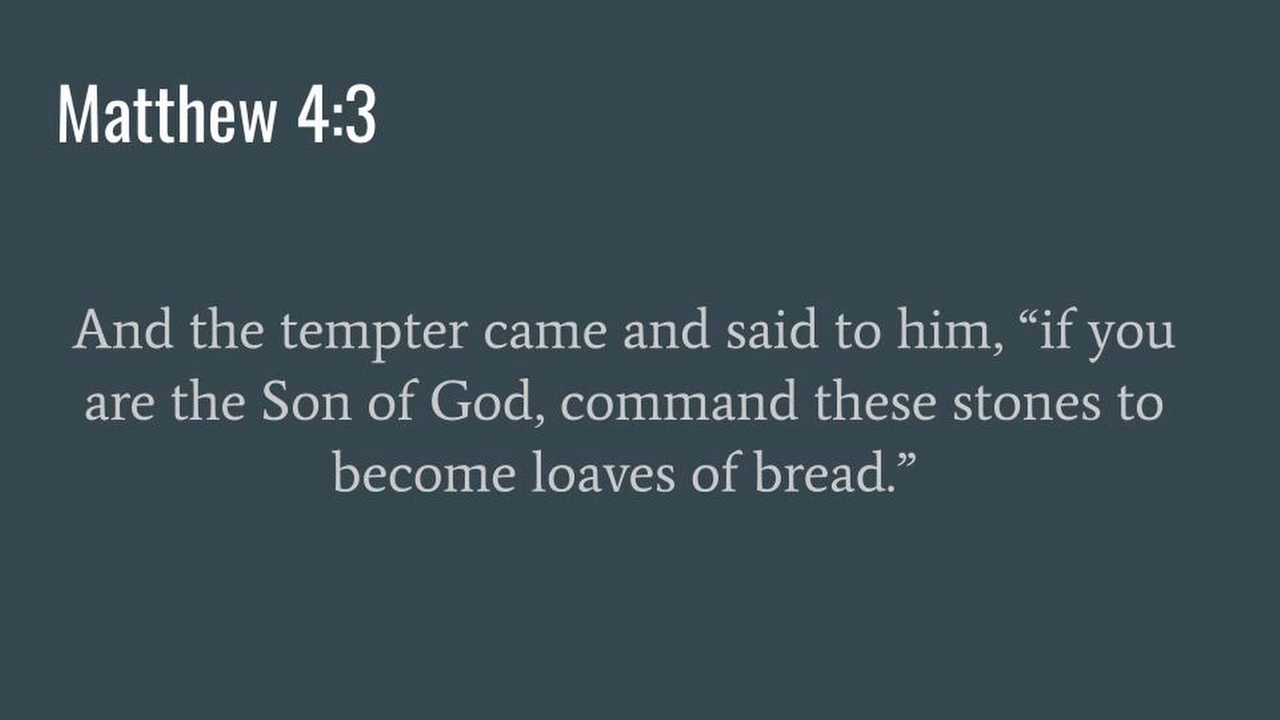 Matthew 4:3
And the tempter came and said to him, “if you
are the Son of God, command these stones to
become loaves of bread.”